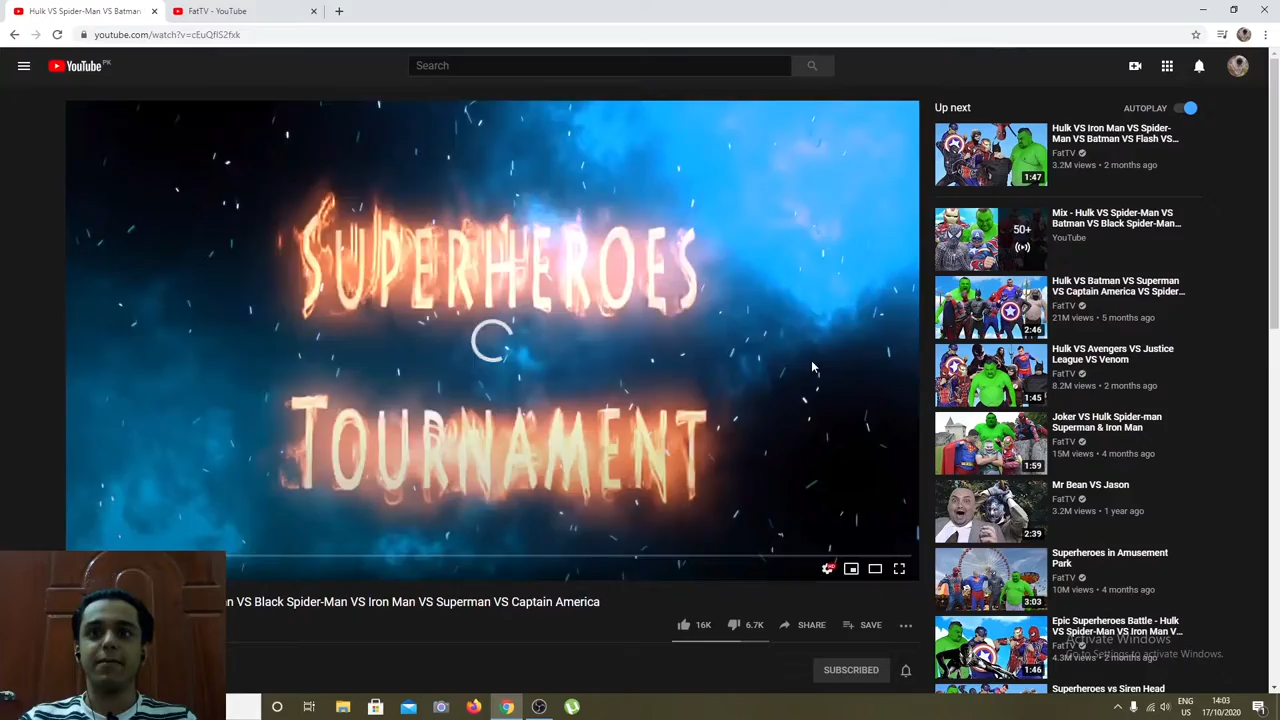 Hulk VS Spider-Man VS Batman
FatTV - YouTube
youtube.com/watch?v=cEuQfIS2fxk
YouTube PK
Search
SUPERHEROES
TOURNAMENT
n VS Black Spider-Man VS Iron Man VS Superman VS Captain America
16K
6.7K
SHARE
SAVE
SUBSCRIBED
Up next
AUTOPLAY
Hulk VS Iron Man VS Spider-
Man VS Batman VS Flash VS...
FatTV
3.2M views • 2 months ago
1:47
Mix - Hulk VS Spider-Man VS
Batman VS Black Spider-Man...
YouTube
50+
Hulk VS Batman VS Superman
VS Captain America VS Spider...
FatTV
21M views • 5 months ago
2:46
Hulk VS Avengers VS Justice
League VS Venom
FatTV
8.2M views • 2 months ago
1:45
Joker VS Hulk Spider-man
Superman & Iron Man
FatTV
15M views • 4 months ago
1:59
Mr Bean VS Jason
FatTV
3.2M views • 1 year ago
2:39
Superheroes in Amusement
Park
FatTV
10M views • 4 months ago
3:03
Epic Superheroes Battle - Hulk
VS Spider-Man VS Iron Man V...
FatTV
4.3M views • 2 months ago
1:46
Superheroes vs Siren Head
Activate Windows
Go to Settings to activate Windows.
ENG
US
14:03
17/10/2020